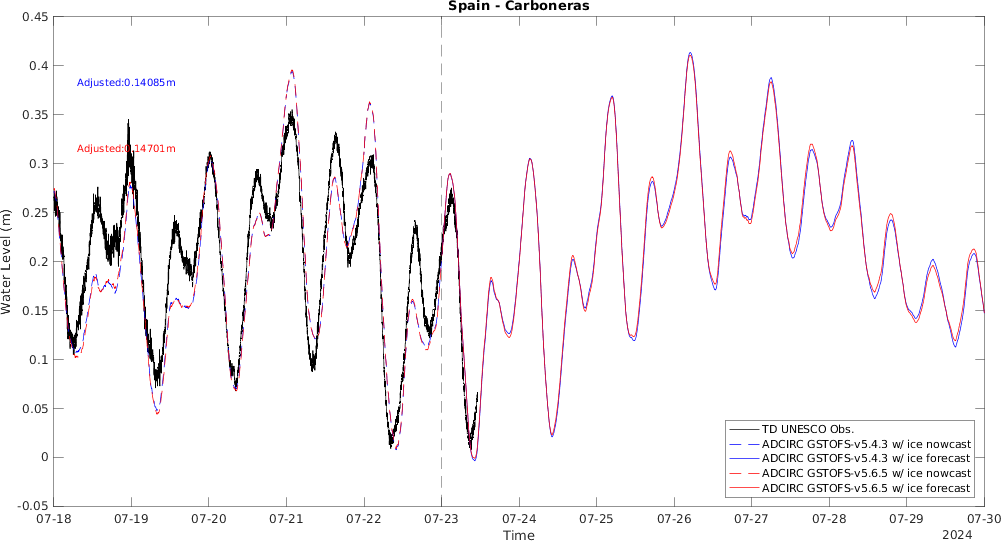 Spain - Carboneras
0.45
0.4
0.35
0.3
0.25
0.2
0.15
0.1
0.05
0
-0.05
Water Level (m)
Adjusted:0.14085m
Adjusted:0.14701m
TD UNESCO Obs.
ADCIRC GSTOFS-v5.4.3 w/ ice nowcast
ADCIRC GSTOFS-v5.4.3 w/ ice forecast
ADCIRC GSTOFS-v5.6.5 w/ ice nowcast
ADCIRC GSTOFS-v5.6.5 w/ ice forecast
07-18 07-19 07-20 07-21 07-22 07-23 07-24 07-25 07-26 07-27 07-28 07-29 07-30
Time
2024